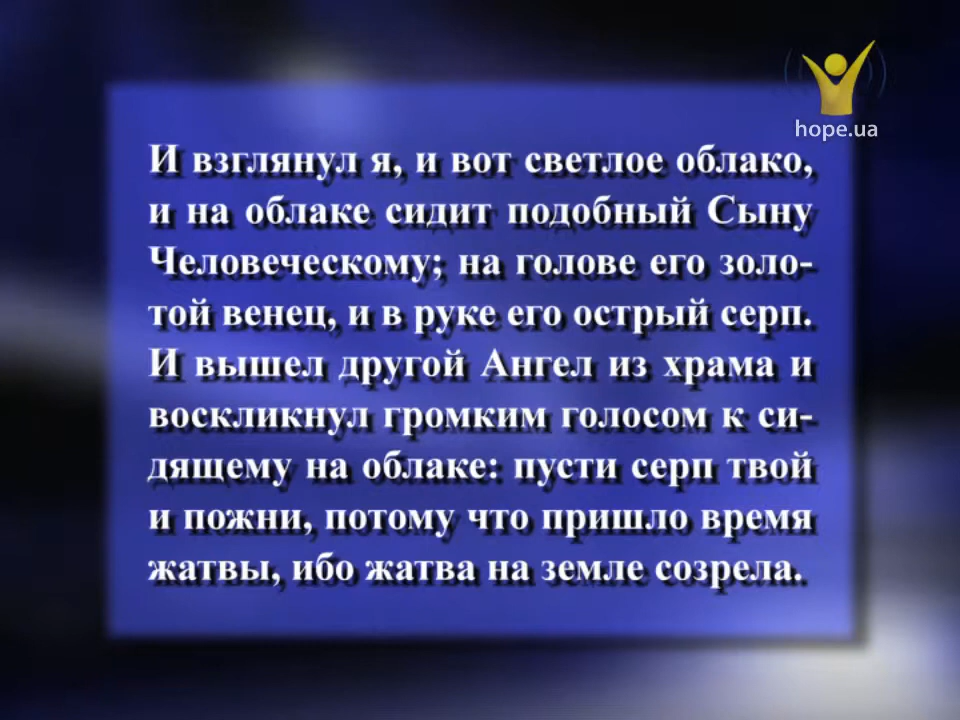 hope.ua
И взглянул я, и вот светлое облако,
и на облаке сидит подобный Сыну
Человеческому; на голове его золо-
той венец, и в руке его острый серп.
И вышел другой Ангел из храма и
воскликнул громким голосом к си-
дящему на облаке: пусти серп твой
и пожни, потому что пришло время
жатвы, ибо жатва на земле созрела.